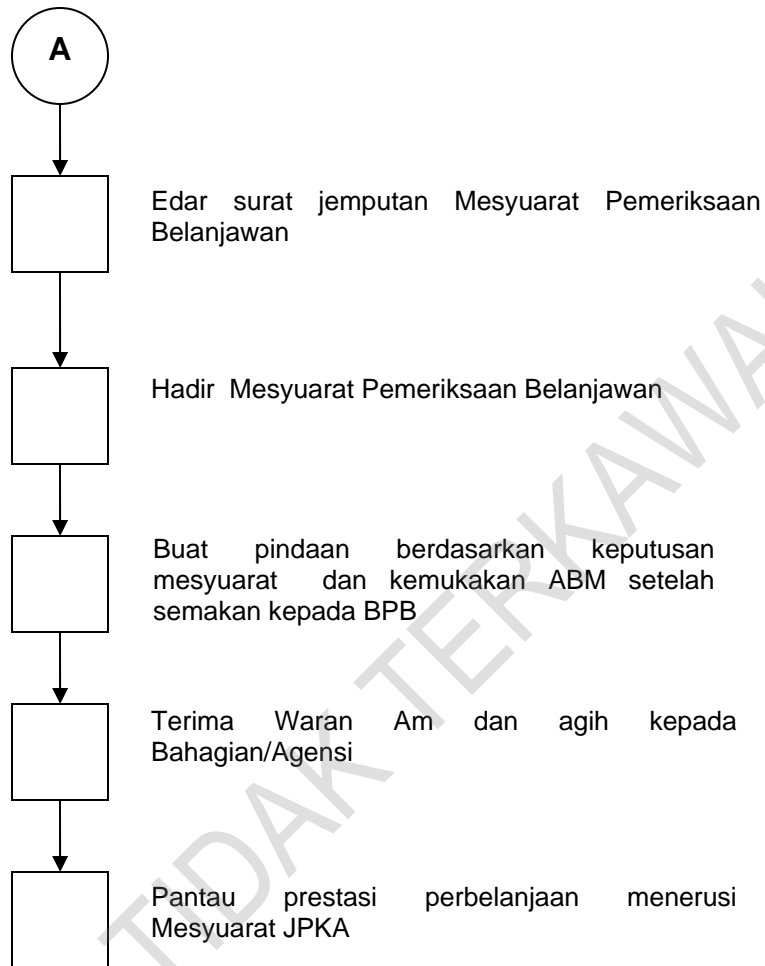 A
Edar surat jemputan Mesyuarat Pemeriksaan
Belanjawan
Hadir Mesyuarat Pemeriksaan Belanjawan
Buat pindaan berdasarkan keputusan
mesyuarat dan kemukakan ABM setelah
semakan kepada BPB
Terima Waran Am dan agih kepada
Bahagian/Agensi
Pantau prestasi perbelanjaan menerusi
Mesyuarat JPKA
TIDAK TERKAWAL